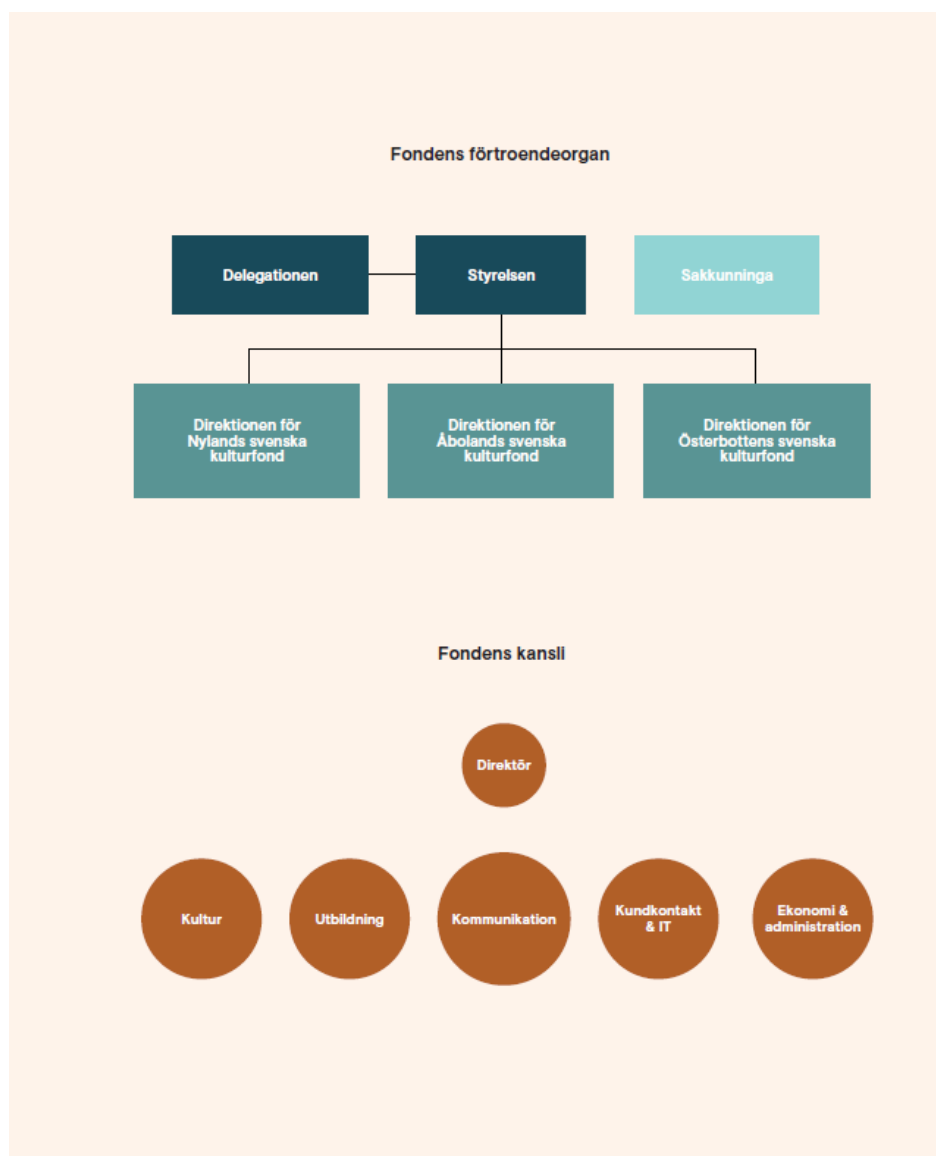 Fondens förtroendeorgan
Delegationen
Styrelsen
Sakkunninga
Direktionen för
Nylands svenska
kulturfond
Direktionen för
Åbolands svenska
kulturfond
Direktionen för
Österbottens svenska
kulturfond
Fondens kansli
Direktör
Kultur
Utbildning
Kommunikation
Kundkontakt
& IT
Ekonomi &
administration